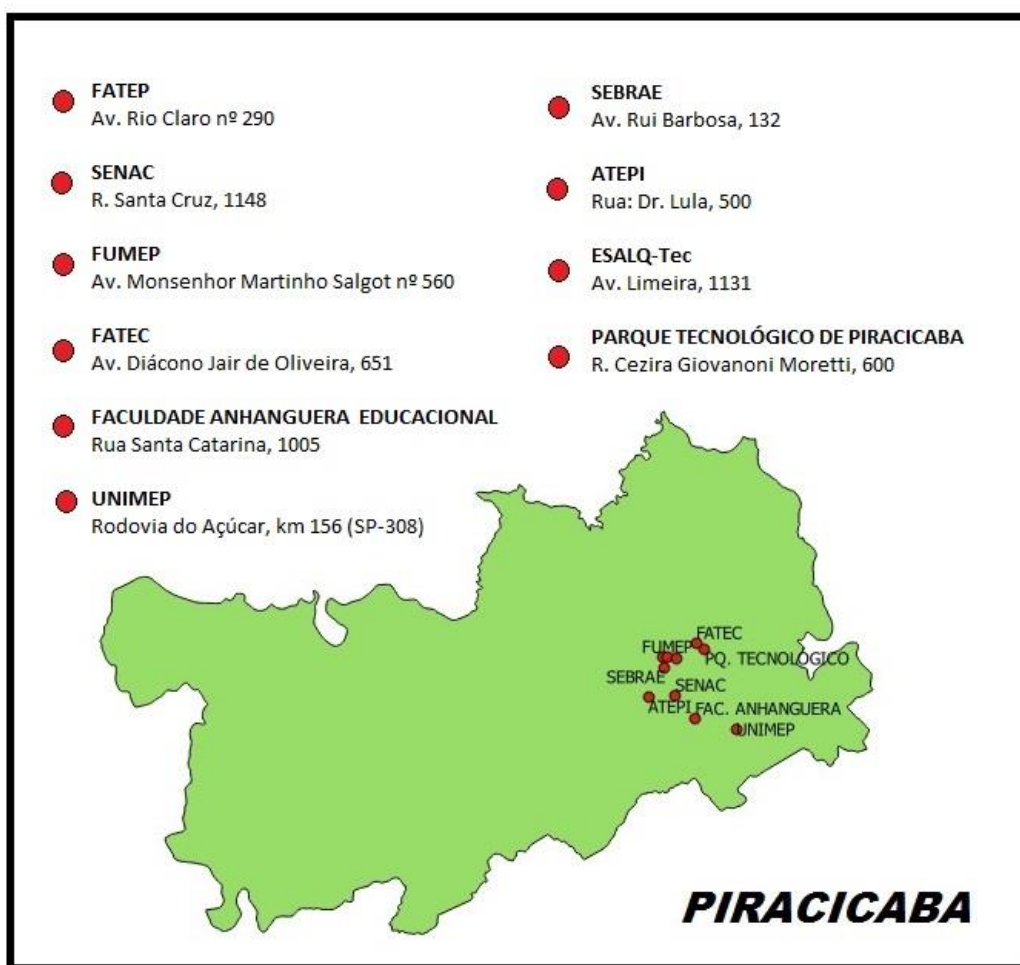 FATEP
Av. Rio Claro nº 290
SENAC
R. Santa Cruz, 1148
FUMEP
Av. Monsenhor Martinho Salgot nº 560
FATEC
Av. Diácono Jair de Oliveira, 651
FACULDADE ANHANGUERA EDUCACIONAL
Rua Santa Catarina, 1005
UNIMEP
Rodovia do Açúcar, km 156 (SP-308)
SEBRAE
Av. Rui Barbosa, 132
ATEPI
Rua: Dr. Lula, 500
ESALQ-Tec
Av. Limeira, 1131
PARQUE TECNOLÓGICO DE PIRACICABA
R. Cezira Giovanoni Moretti, 600
FATEC
FUMEP
PQ. TECNOLÓGICO
SEBRAE
SENAC
ATEPI
FAC. ANHANGUERA
UNIMEP
PIRACICABA